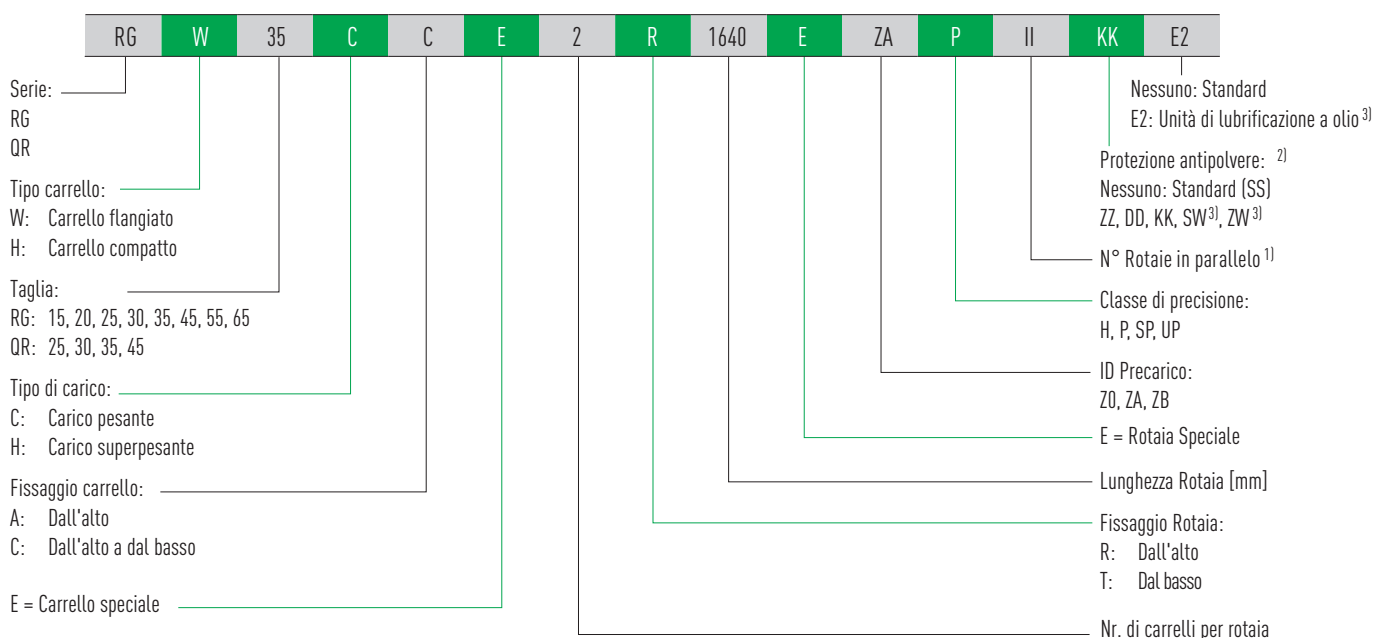 RG W 35 C C E 2 R 1640 E ZA P II KK E2
Serie:
RG
QR
Tipo carrello:
W: Carrello flangiato
H: Carrello compatto
Taglia:
RG: 15, 20, 25, 30, 35, 45, 55, 65
QR: 25, 30, 35, 45
Tipo di carico:
C: Carico pesante
H: Carico superpesante
Fissaggio carrello:
A: Dall'alto
C: Dall'alto a dal basso
E = Carrello speciale
Nessuno: Standard
E2: Unità di lubrificazione a olio 3)
Protezione antipolvere: 2)
Nessuno: Standard (SS)
ZZ, DD, KK, SW 3), ZW 3)
N° Rotaie in parallelo 1)
Classe di precisione:
H, P, SP, UP
ID Precarico:
Z0, ZA, ZB
E = Rotaia Speciale
Lunghezza Rotaia [mm]
Fissaggio Rotaia:
R: Dall'alto
T: Dal basso
Nr. di carrelli per rotaia